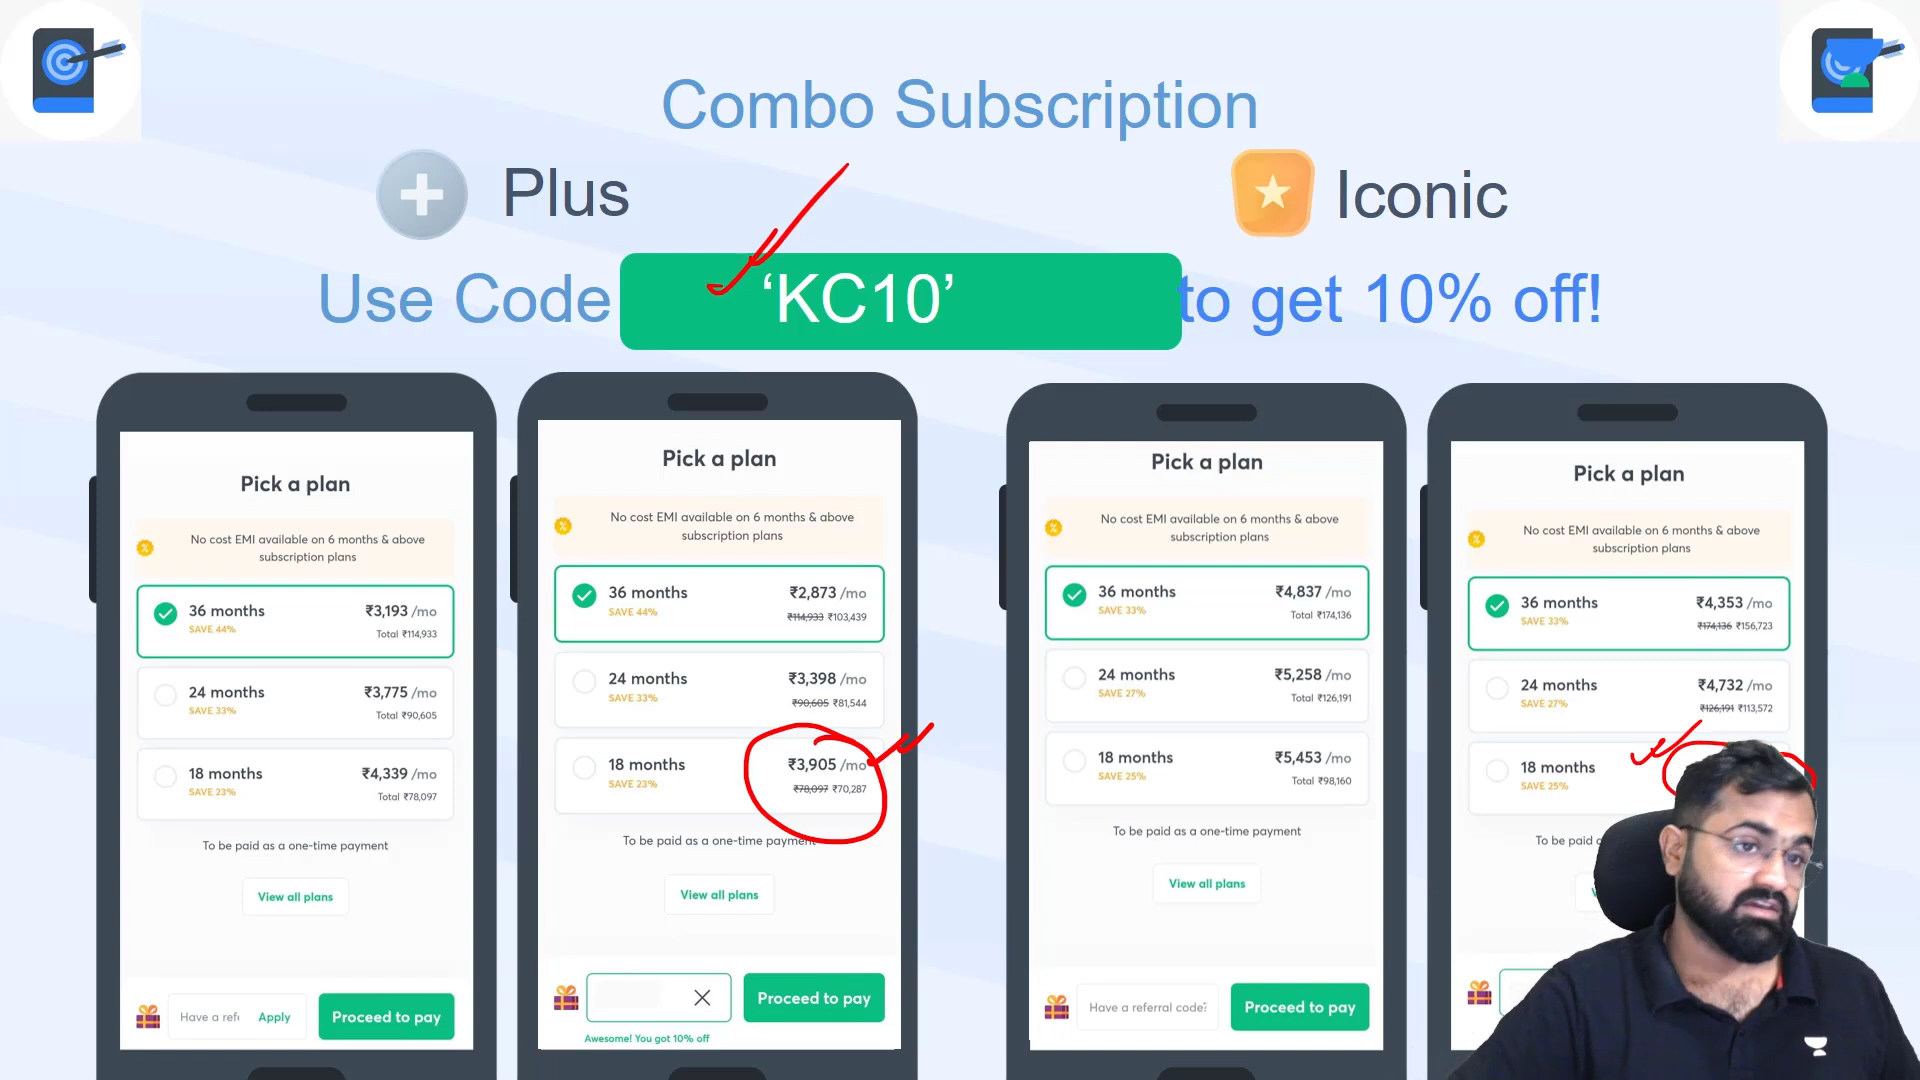 Combo Subscription
Plus
Iconic
Use Code ‘KC10’ to get 10% off!
Pick a plan
No cost EMI available on 6 months & above
subscription plans
36 months ₹3,193 /mo
SAVE 44% Total ₹114,933
24 months ₹3,775 /mo
SAVE 33% Total ₹90,605
18 months ₹4,339 /mo
SAVE 23% Total ₹78,097
To be paid as a one-time payment
View all plans
Have a Apply Proceed to pay
Pick a plan
No cost EMI available on 6 months & above
subscription plans
36 months ₹2,873 /mo
SAVE 44% ₹114,933 ₹103,439
24 months ₹3,398 /mo
SAVE 33% ₹90,605 ₹81,544
18 months ₹3,905 /mo
SAVE 23% ₹78,097 ₹70,287
To be paid as a one-time payment
View all plans
Proceed to pay
Awesome! You got 10% off
Pick a plan
No cost EMI available on 6 months & above
subscription plans
36 months ₹4,837 /mo
SAVE 33% Total ₹174,136
24 months ₹5,258 /mo
SAVE 27% Total ₹126,191
18 months ₹5,453 /mo
SAVE 25% Total ₹98,160
To be paid as a one-time payment
View all plans
Have a referral code? Proceed to pay
Pick a plan
No cost EMI available on 6 months & above
subscription plans
36 months ₹4,353 /mo
SAVE 33% ₹174,136 ₹156,723
24 months ₹4,732 /mo
SAVE 27% ₹126,191 ₹113,572
18 months
SAVE 25%
To be paid